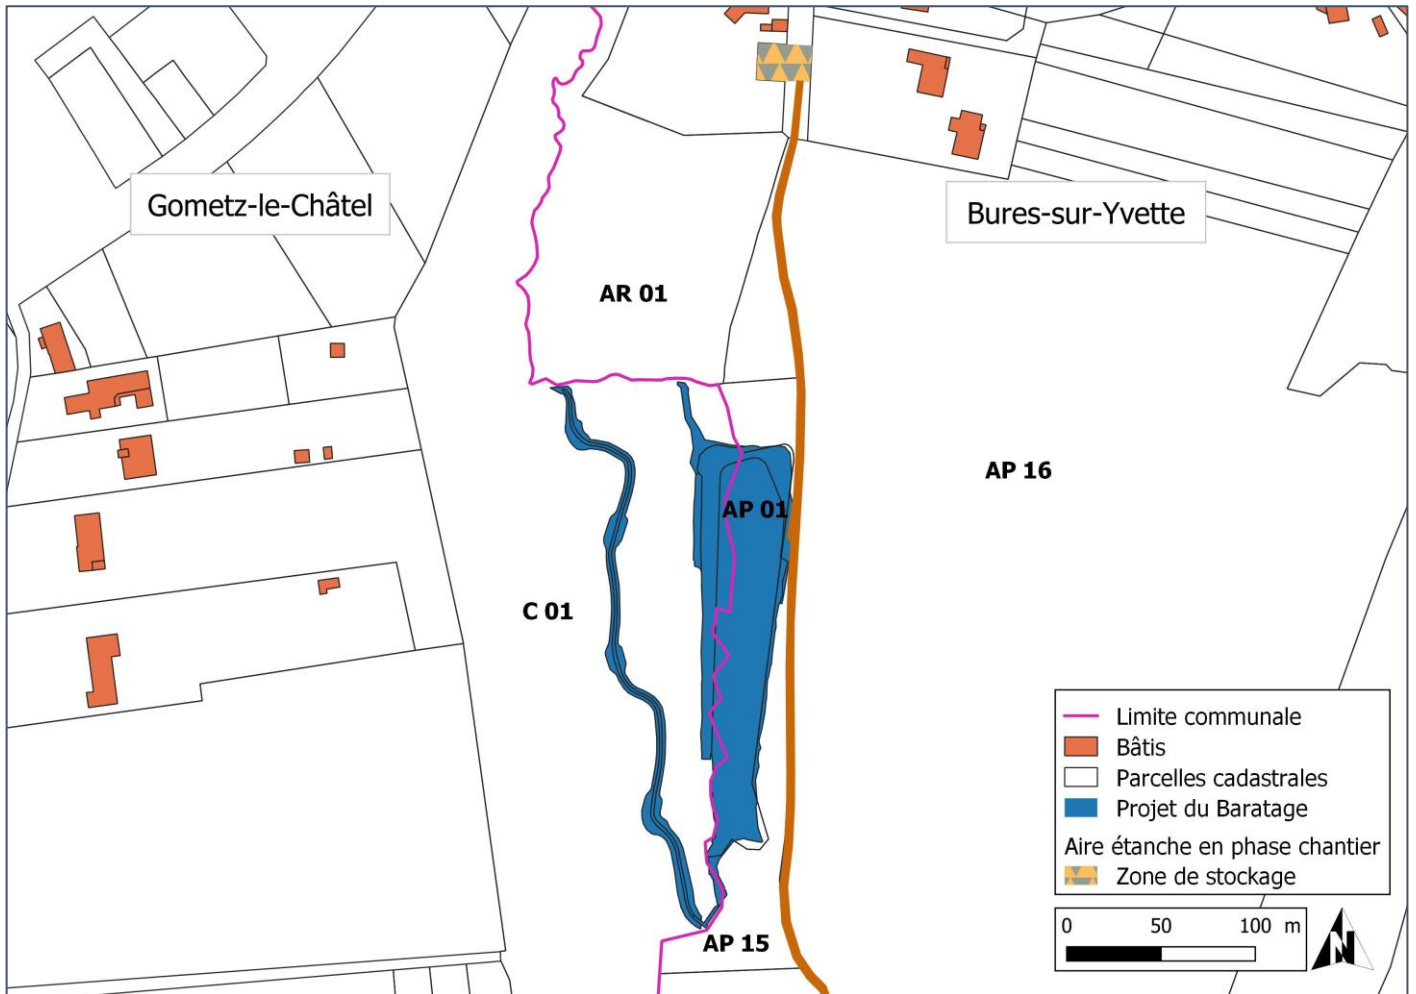 Gometz-le-Châtel
Bures-sur-Yvette
AR 01
AP 16
AP 01
C 01
AP 15
Limite communale
Bâtis
Parcelles cadastrales
Projet du Baratage
Aire étanche en phase chantier
Zone de stockage
0 50 100 m
N